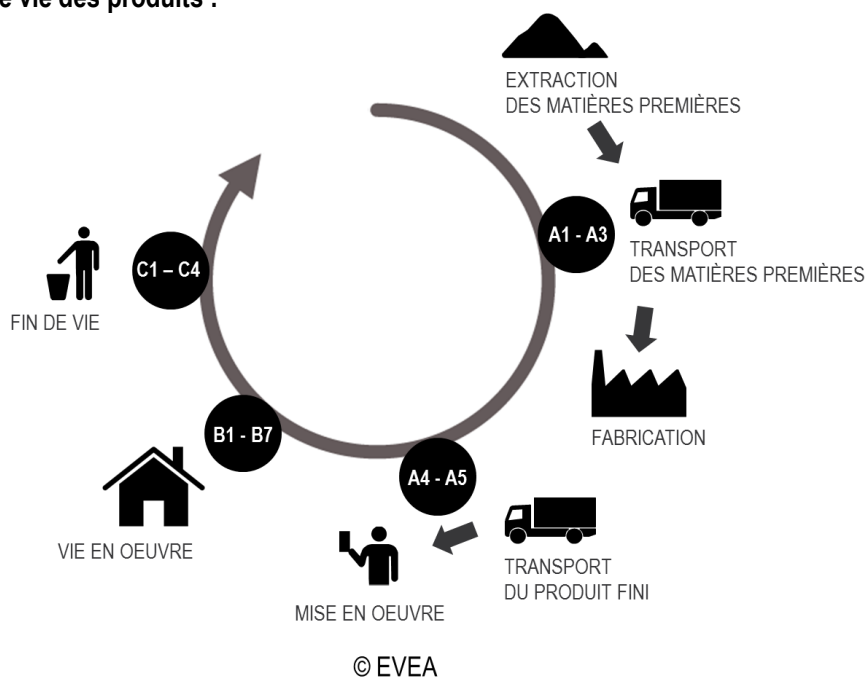 e vie des produits :
EXTRACTION
DES MATIÈRES PREMIÈRES
A1 - A3
TRANSPORT
DES MATIÈRES PREMIÈRES
FABRICATION
A4 - A5
TRANSPORT
DU PRODUIT FINI
MISE EN OEUVRE
B1 - B7
VIE EN OEUVRE
C1 – C4
FIN DE VIE
© EVEA